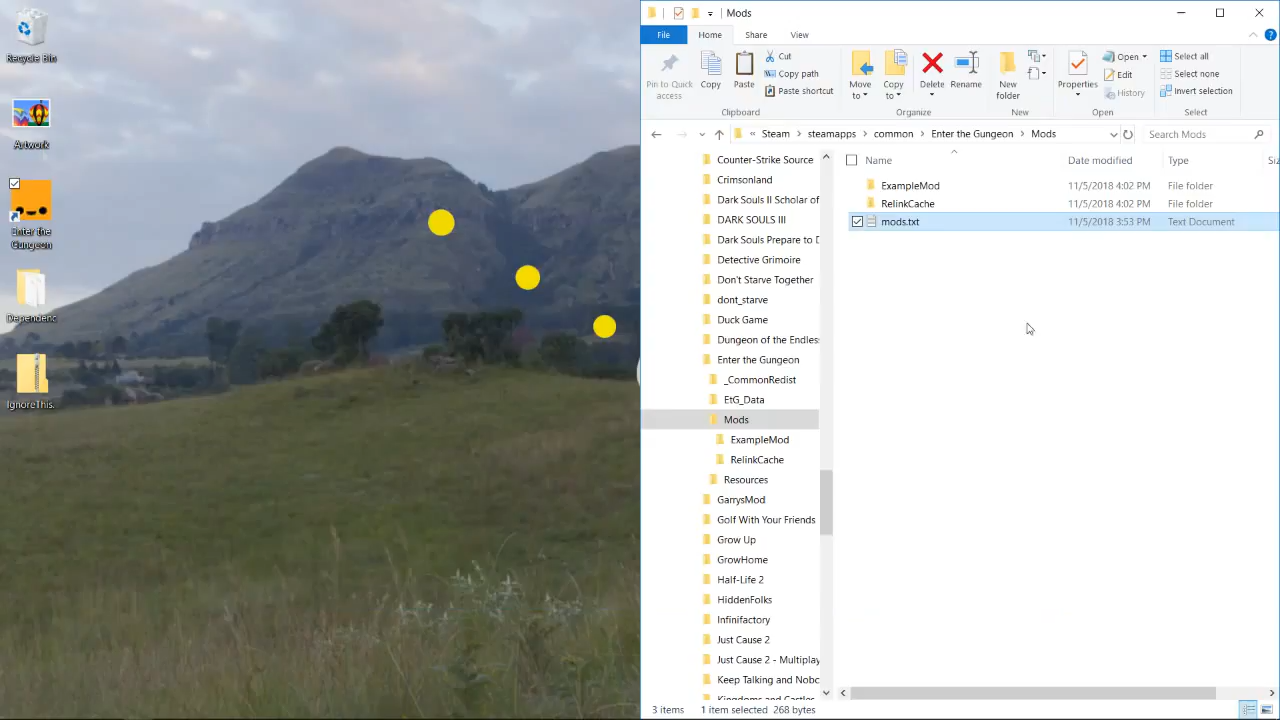 Recycle Bin
Artwork
Enter the
Gungeon
Dependenc
IgnoreThis.
Mods
File
Home
Share
View
Pin to Quick
access
Copy
Paste
Cut
Copy path
Paste shortcut
Clipboard
Move
to
Copy
to
Delete
Rename
Organize
New
folder
New
Properties
Open
Edit
History
Open
Select all
Select none
Invert selection
Select
« Steam > steamapps > common > Enter the Gungeon > Mods
Search Mods
Counter-Strike Source
Crimsonland
Dark Souls II Scholar of
DARK SOULS III
Dark Souls Prepare to D
Detective Grimoire
Don't Starve Together
dont_starve
Duck Game
Dungeon of the Endles
Enter the Gungeon
_CommonRedist
EtG_Data
Mods
ExampleMod
RelinkCache
Resources
GarrysMod
Golf With Your Friends
Grow Up
GrowHome
Half-Life 2
HiddenFolks
Infinifactory
Just Cause 2
Just Cause 2 - Multiplay
Keep Talking and Nobc
Kingdoms and Castles
Name Date modified Type Si
ExampleMod 11/5/2018 4:02 PM File folder
RelinkCache 11/5/2018 4:02 PM File folder
mods.txt 11/5/2018 3:53 PM Text Document
3 items 1 item selected 268 bytes